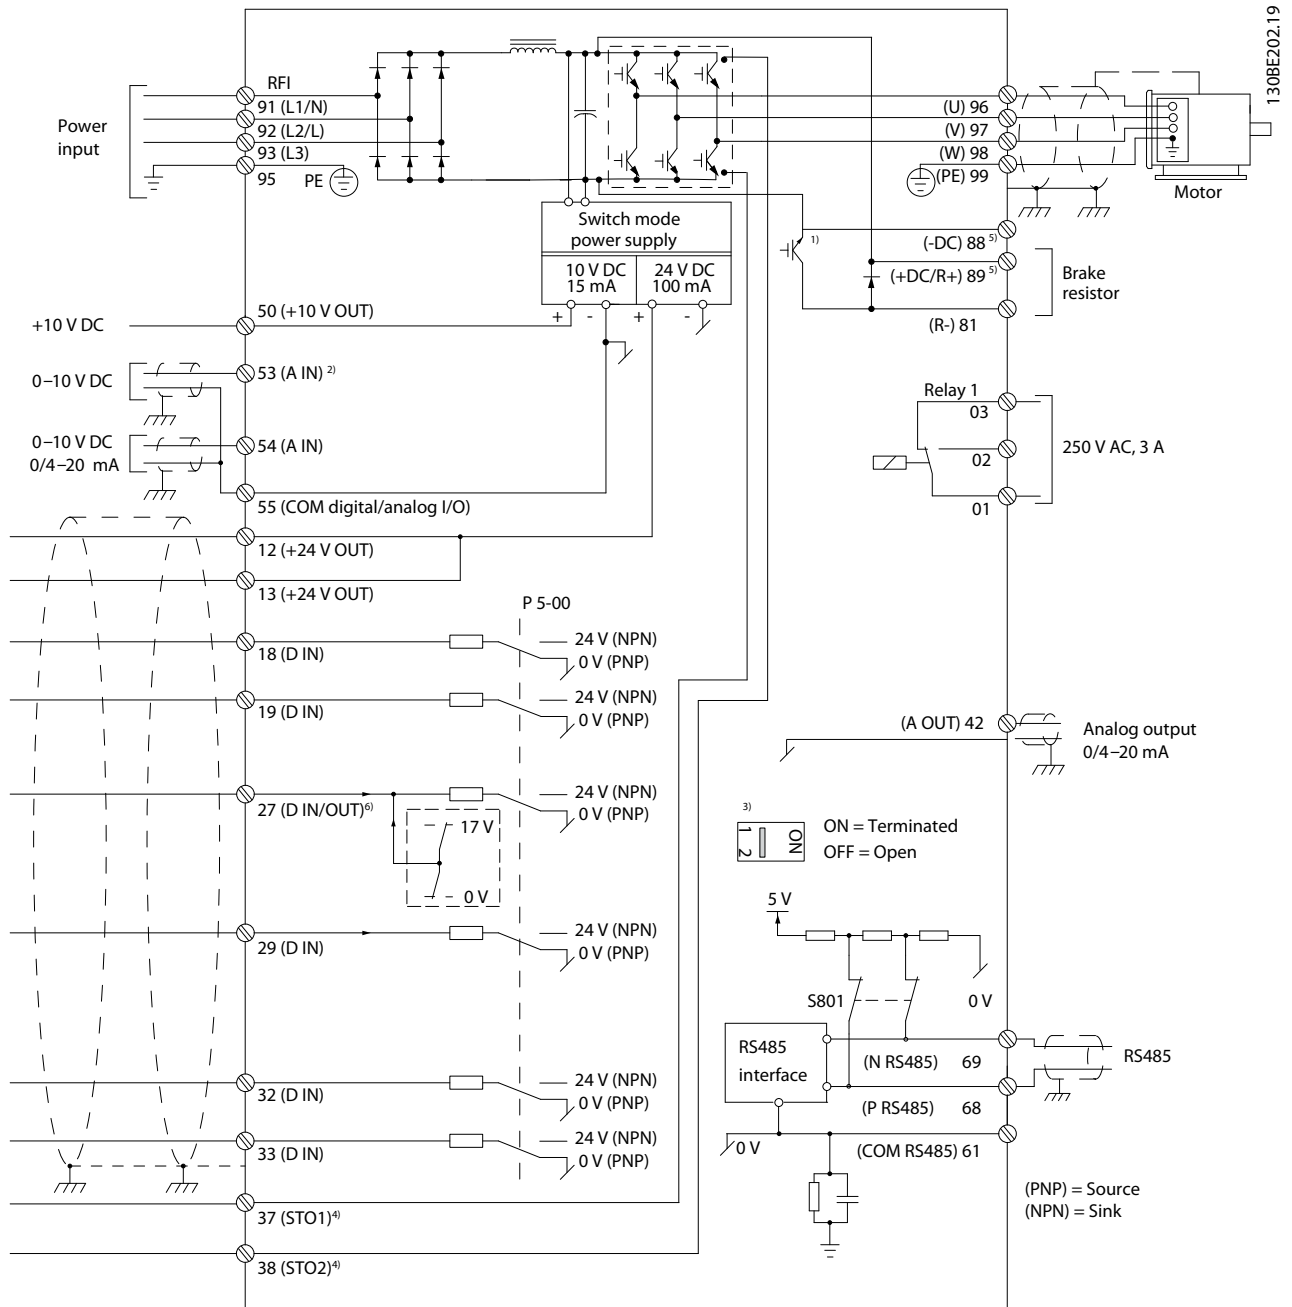 130BE202.19
Power
input
RFI
91 (L1/N)
92 (L2/L)
93 (L3)
95
PE
(U) 96
(V) 97
(W) 98
(PE) 99
Motor
Switch mode
power supply
10 V DC
15 mA
24 V DC
100 mA
+
-
+
-
1)
(-DC) 88 5)
(+DC/R+) 89 5)
(R-) 81
Brake
resistor
+10 V DC
50 (+10 V OUT)
0–10 V DC
53 (A IN) 2)
0–10 V DC
0/4–20 mA
54 (A IN)
55 (COM digital/analog I/O)
Relay 1
03
02
01
250 V AC, 3 A
12 (+24 V OUT)
13 (+24 V OUT)
P 5-00
18 (D IN)
24 V (NPN)
0 V (PNP)
19 (D IN)
24 V (NPN)
0 V (PNP)
27 (D IN/OUT) 6)
24 V (NPN)
0 V (PNP)
17 V
0 V
29 (D IN)
24 V (NPN)
0 V (PNP)
32 (D IN)
24 V (NPN)
0 V (PNP)
33 (D IN)
24 V (NPN)
0 V (PNP)
37 (STO1) 4)
38 (STO2) 4)
(A OUT) 42
Analog output
0/4–20 mA
3)
1 2
ON
ON = Terminated
OFF = Open
5 V
S801
0 V
RS485
interface
(N RS485) 69
(P RS485) 68
RS485
0 V
(COM RS485) 61
(PNP) = Source
(NPN) = Sink